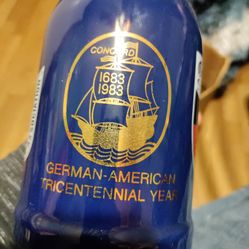 CONCORD
1683
1983
GERMAN-AMERICAN
TRICENTENNIAL YEAR